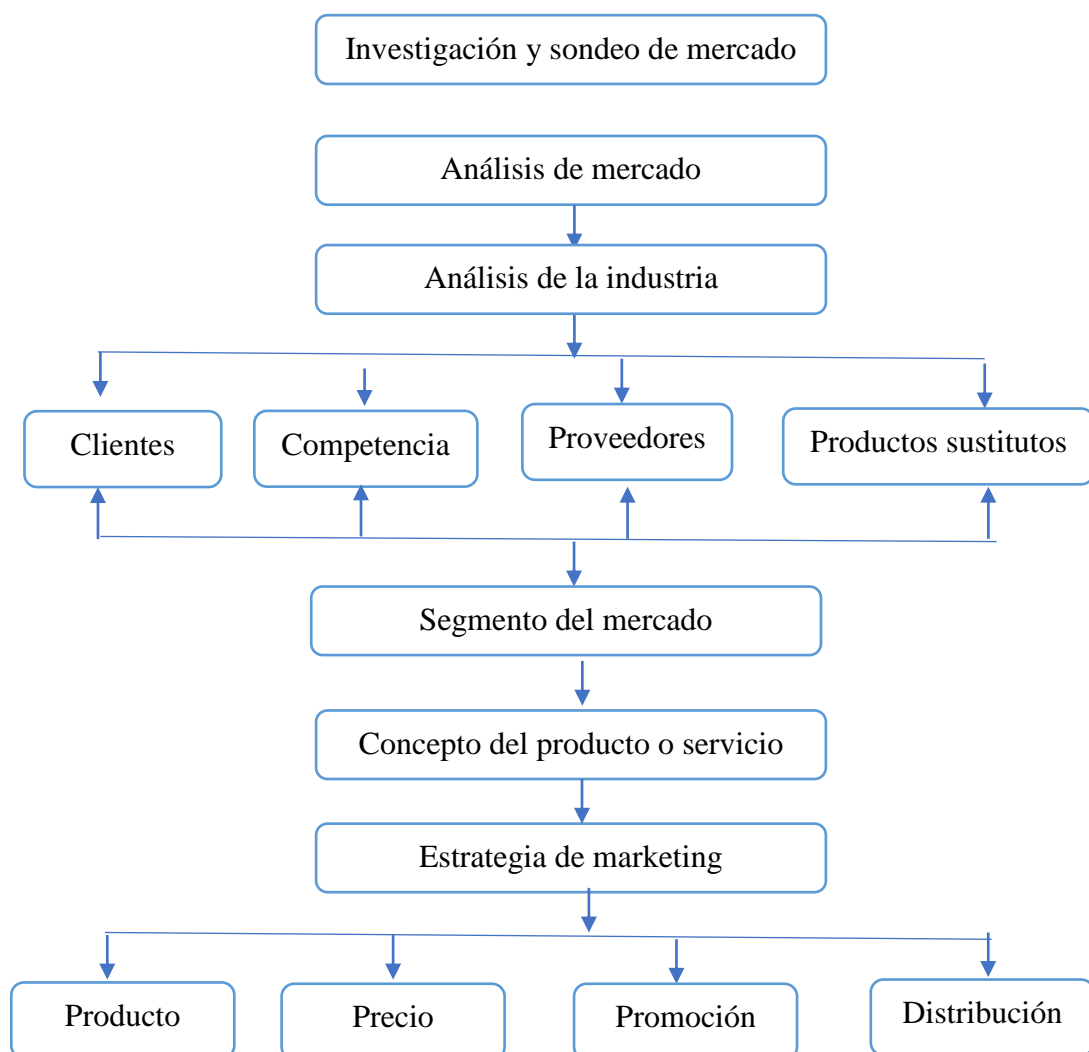 Investigación y sondeo de mercado
Análisis de mercado
Análisis de la industria
Clientes
Competencia
Proveedores
Productos sustitutos
Segmento del mercado
Concepto del producto o servicio
Estrategia de marketing
Producto
Precio
Promoción
Distribución